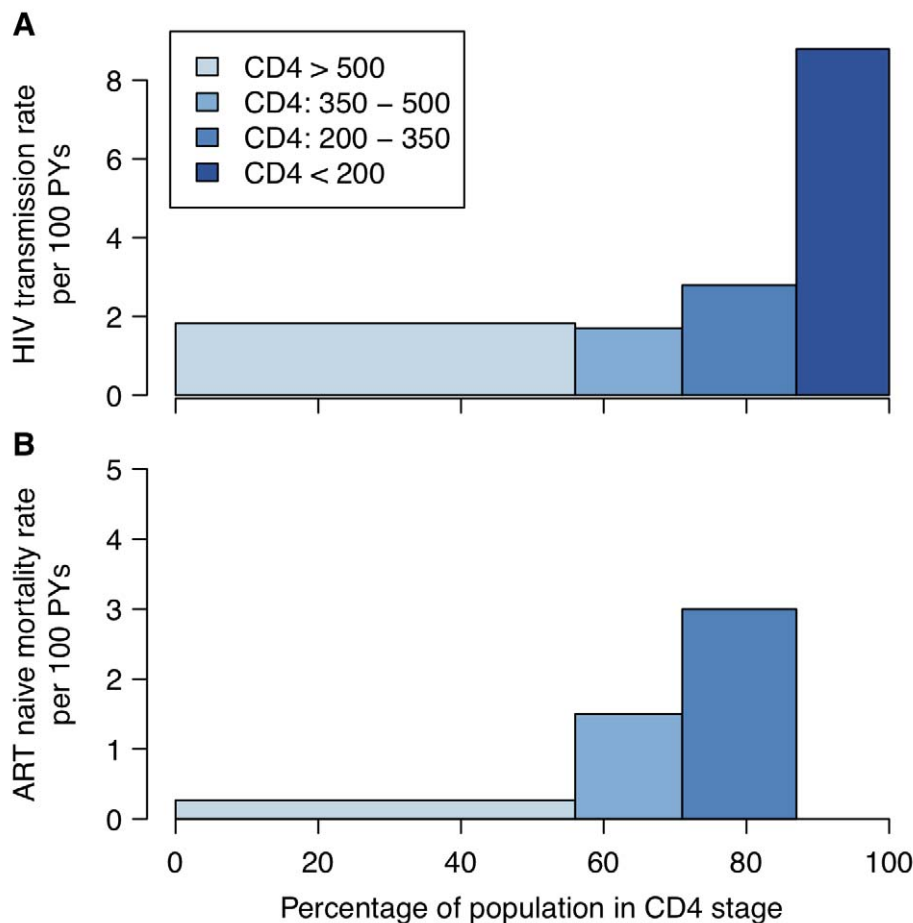 A
HIV transmission rate
per 100 PYs
8
6
4
2
0
CD4 > 500
CD4: 350 – 500
CD4: 200 – 350
CD4 < 200
B
ART naive mortality rate
per 100 PYs
5
4
3
2
1
0
0 20 40 60 80 100
Percentage of population in CD4 stage